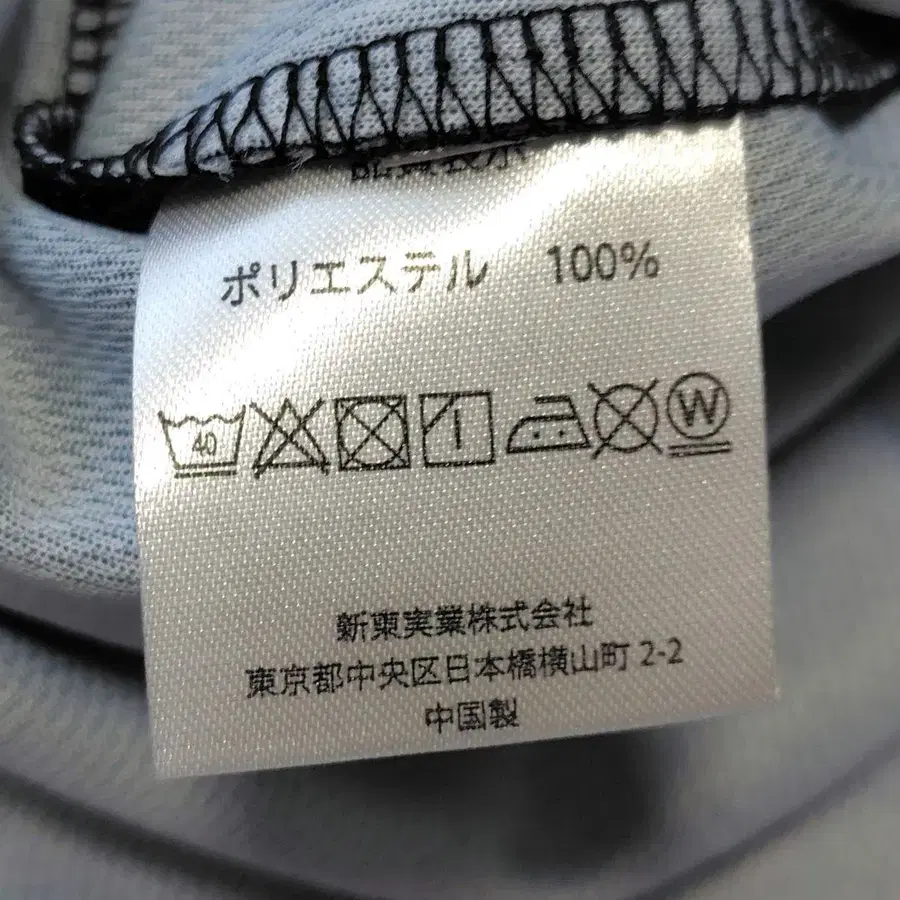 ポリエステル 100%
40 W
新東実業株式会社
東京都中央区日本橋横山町 2-2
中国製